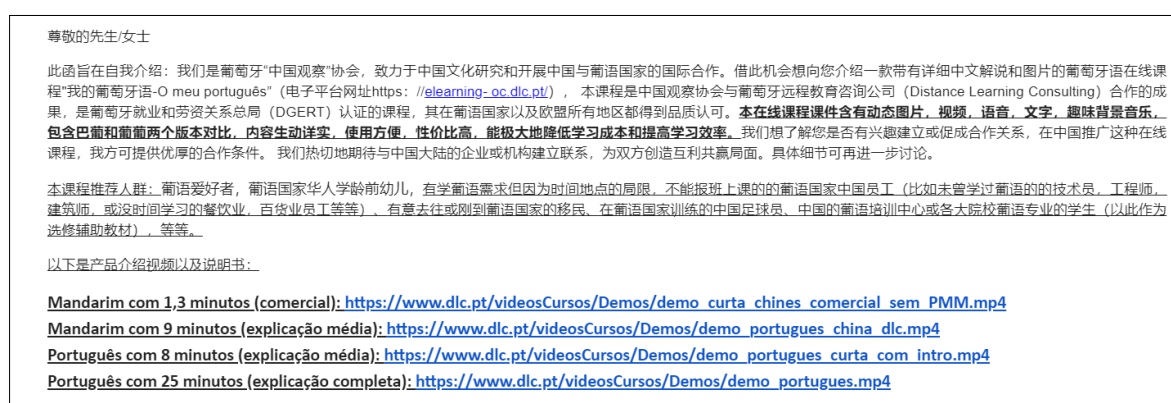 尊敬的先生/女士
此函旨在自我介绍：我们是葡萄牙"中国观察"协会，致力于中国文化研究和开展中国与葡语国家的国际合作。借此机会想向您介绍一款带有详细中文解说和图片的葡萄牙语在线课
程"我的葡萄牙语-O meu português"（电子平台网址https：//elearning- oc.dlc.pt/）， 本课程是中国观察协会与葡萄牙远程教育咨询公司（Distance Learning Consulting）合作的成
果，是葡萄牙就业和劳资关系总局（DGERT）认证的课程，其在葡语国家以及欧盟所有地区都得到品质认可。本在线课程课件含有动态图片，视频，语音，文字，趣味背景音乐，
包含巴葡和葡葡两个版本对比，内容生动详实，使用方便，性价比高，能极大地降低学习成本和提高学习效率。我们想了解您是否有兴趣建立或促成合作关系，在中国推广这种在线
课程，我方可提供优厚的合作条件。 我们热切地期待与中国大陆的企业或机构建立联系，为双方创造互利共赢局面。具体细节可再进一步讨论。
本课程推荐人群：葡语爱好者，葡语国家华人学龄前幼儿，有学葡语需求但因为时间地点的局限，不能报班上课的的葡语国家中国员工（比如未曾学过葡语的的技术员，工程师，
建筑师，或没时间学习的餐饮业，百货业员工等等）、有意去往或刚到葡语国家的移民、在葡语国家训练的中国足球员、中国的葡语培训中心或各大院校葡语专业的学生（以此作为
选修辅助教材），等等。
以下是产品介绍视频以及说明书：
Mandarim com 1,3 minutos (comercial): https://www.dlc.pt/videosCursos/Demos/demo_curta_chines_comercial_sem_PMM.mp4
Mandarim com 9 minutos (explicação média): https://www.dlc.pt/videosCursos/Demos/demo_portugues_china_dlc.mp4
Português com 8 minutos (explicação média): https://www.dlc.pt/videosCursos/Demos/demo_portugues_curta_com_intro.mp4
Português com 25 minutos (explicação completa): https://www.dlc.pt/videosCursos/Demos/demo_portugues.mp4